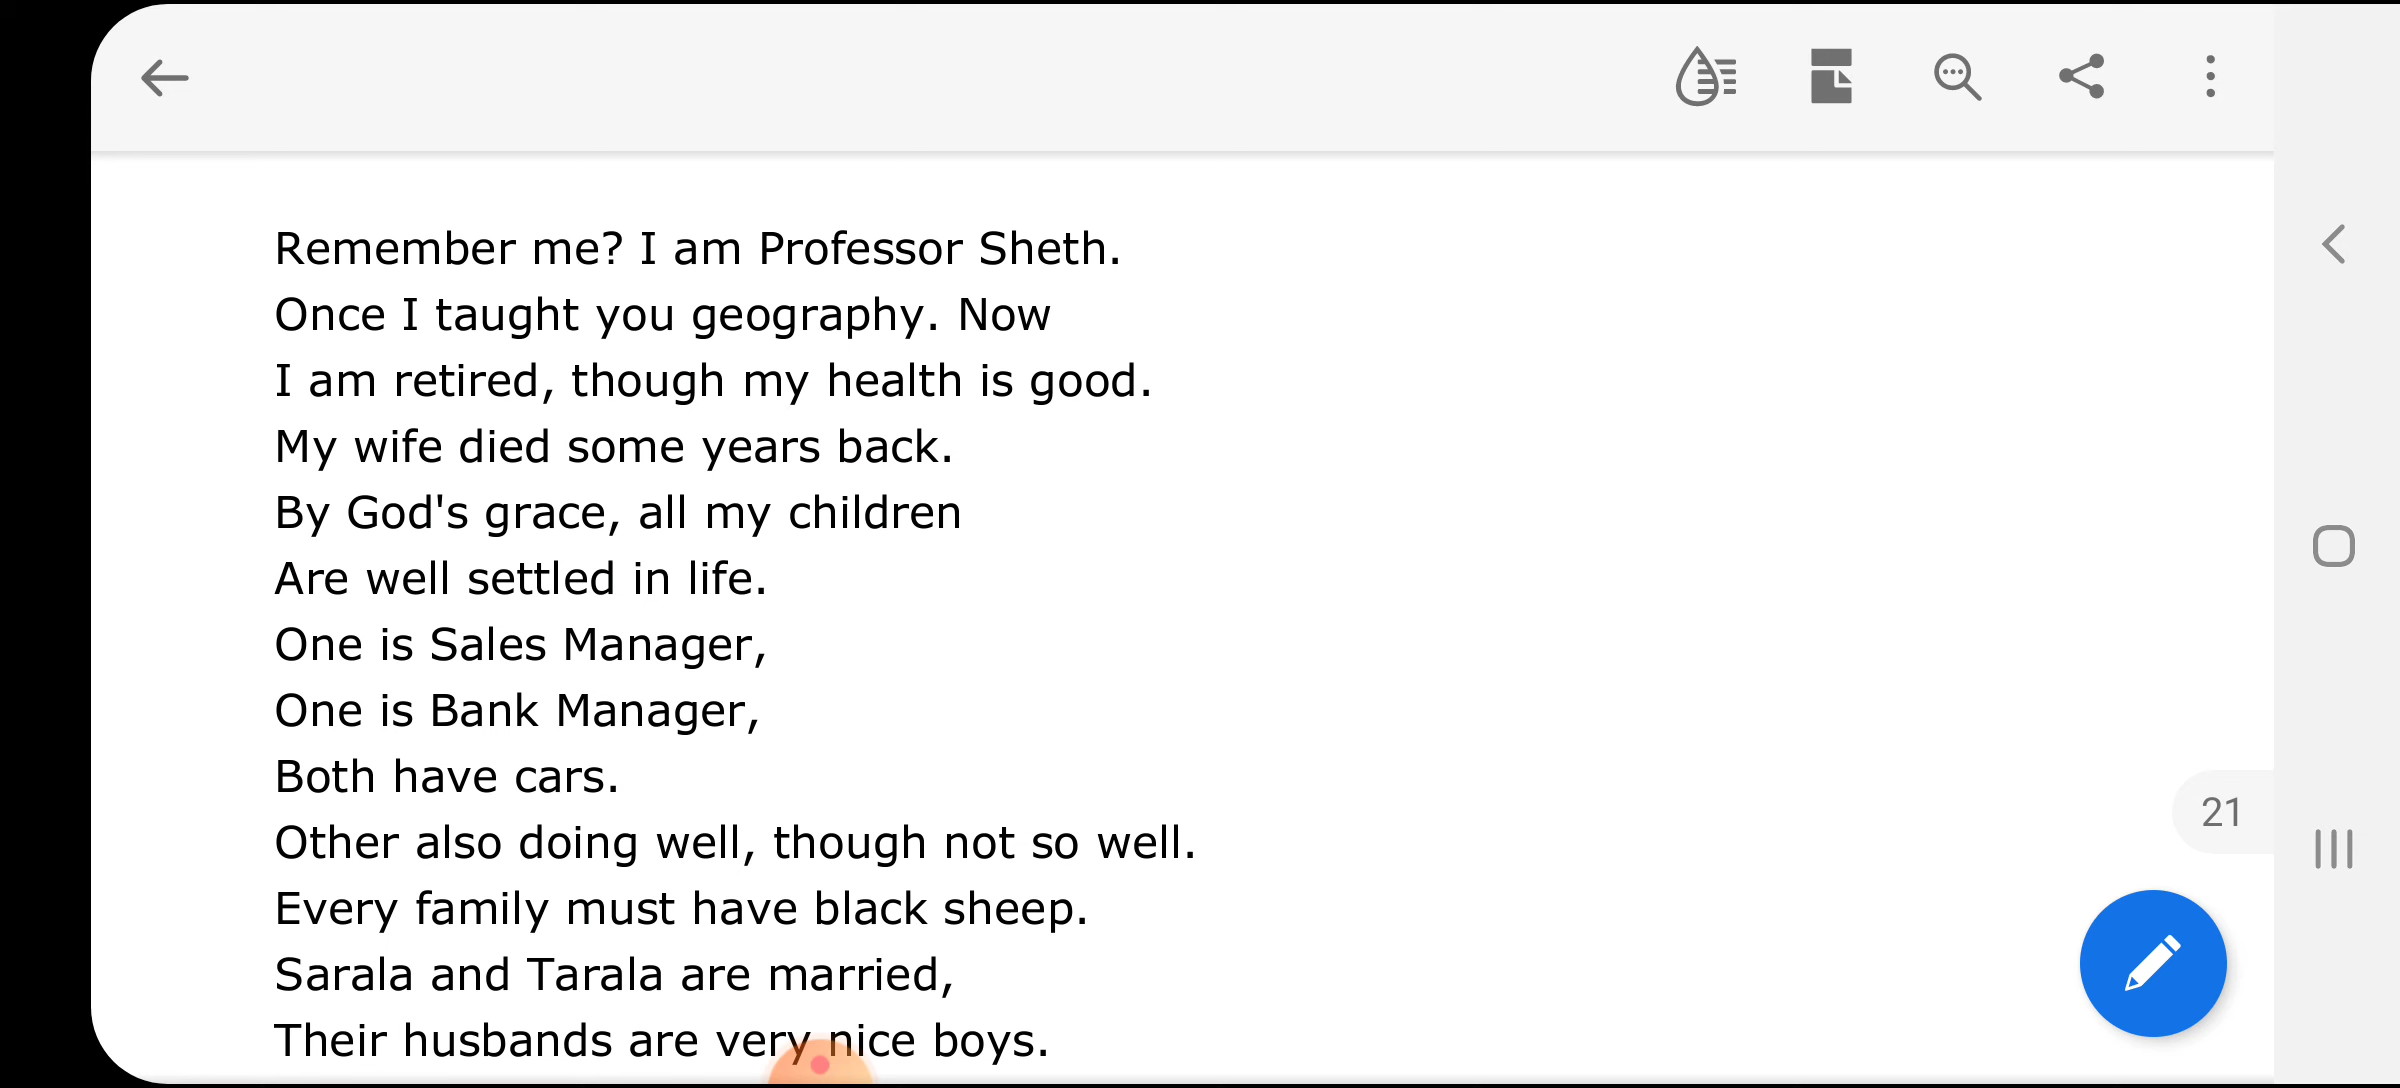 Remember me? I am Professor Sheth.
Once I taught you geography. Now
I am retired, though my health is good.
My wife died some years back.
By God's grace, all my children
Are well settled in life.
One is Sales Manager,
One is Bank Manager,
Both have cars.
Other also doing well, though not so well.
Every family must have black sheep.
Sarala and Tarala are married,
Their husbands are very nice boys.
21